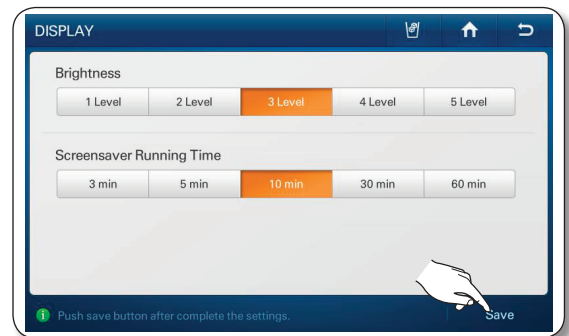 DISPLAY
Brightness
1 Level 2 Level 3 Level 4 Level 5 Level
Screensaver Running Time
3 min 5 min 10 min 30 min 60 min
i Push save button after complete the settings. Save